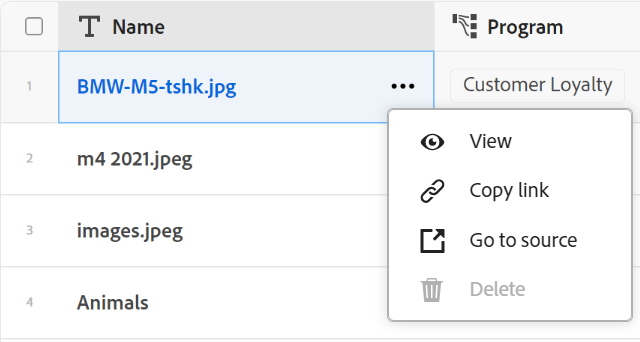 Name Program
1 BMW-M5-tshk.jpg ••• Customer Loyalty
View
2 m4 2021.jpeg
Copy link
3 images.jpeg
Go to source
Delete
4 Animals